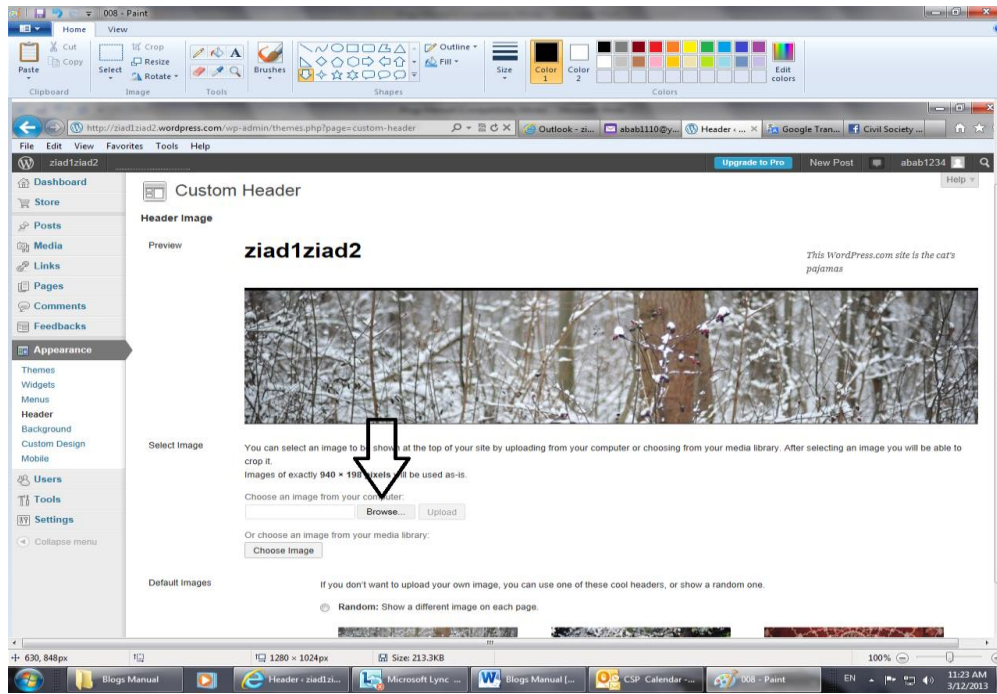 008 - Paint
Home View
Cut
Copy
Paste
Clipboard
Select
Crop
Resize
Rotate
Image
Tools
Brushes
Outline
Fill
Shapes
Size
Color 1
Color 2
Edit colors
Colors
http://ziad1ziad2.wordpress.com/wp-admin/themes.php?page=custom-header
Outlook - zi...
abab1110@y...
Header ‹ ...
Google Tran...
Civil Society ...
File Edit View Favorites Tools Help
ziad1ziad2
Upgrade to Pro
New Post
abab1234
Help
Dashboard
Store
Posts
Media
Links
Pages
Comments
Feedbacks
Appearance
Themes
Widgets
Menus
Header
Background
Custom Design
Mobile
Users
Tools
Settings
Collapse menu
Custom Header
Header Image
Preview
ziad1ziad2
This WordPress.com site is the cat's
pajamas
Select Image
You can select an image to be shown at the top of your site by uploading from your computer or choosing from your media library. After selecting an image you will be able to
crop it.
Images of exactly 940 × 198 pixels will be used as-is.
Choose an image from your computer:
Browse... Upload
Or choose an image from your media library:
Choose Image
Default Images
If you don't want to upload your own image, you can use one of these cool headers, or show a random one.
Random: Show a different image on each page.
630, 848px
1280 × 1024px
Size: 213.3KB
100%
Blogs Manual
Header ‹ ziad1zi...
Microsoft Lync ...
Blogs Manual [...
CSP Calendar -...
008 - Paint
EN
11:23 AM
3/12/2013